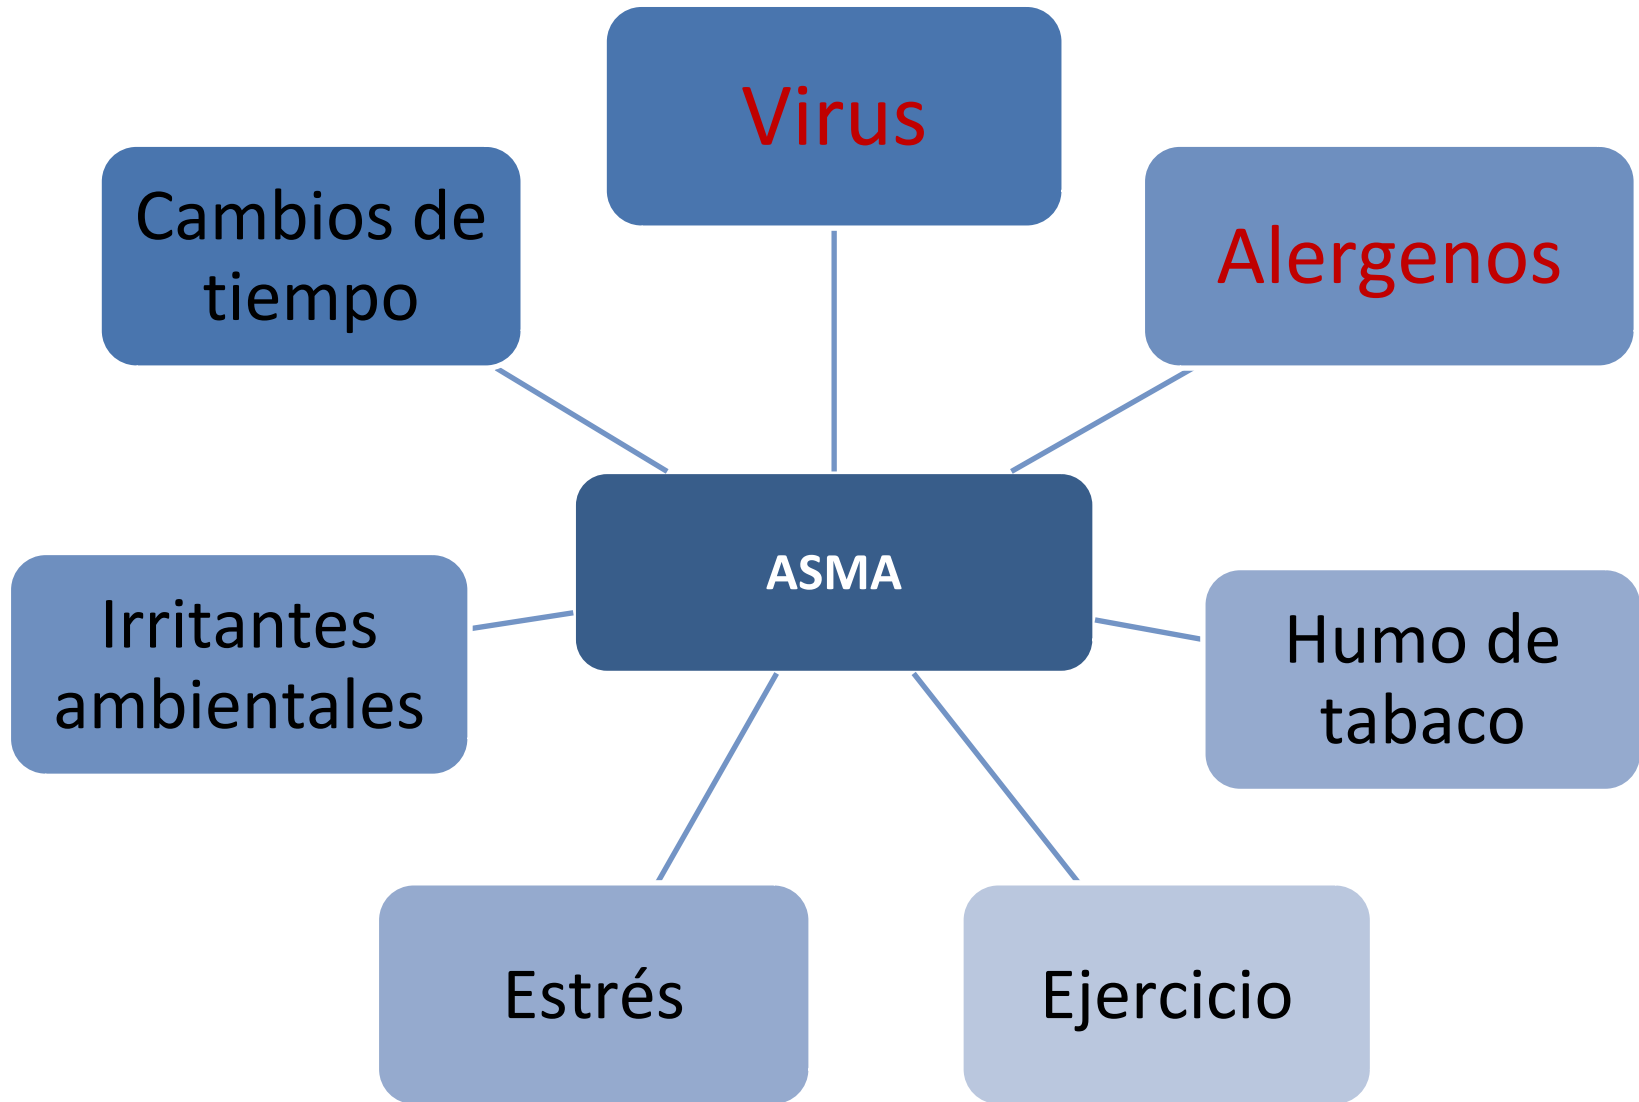 Virus
Cambios de
tiempo
Alergenos
ASMA
Irritantes
ambientales
Humo de
tabaco
Estrés
Ejercicio